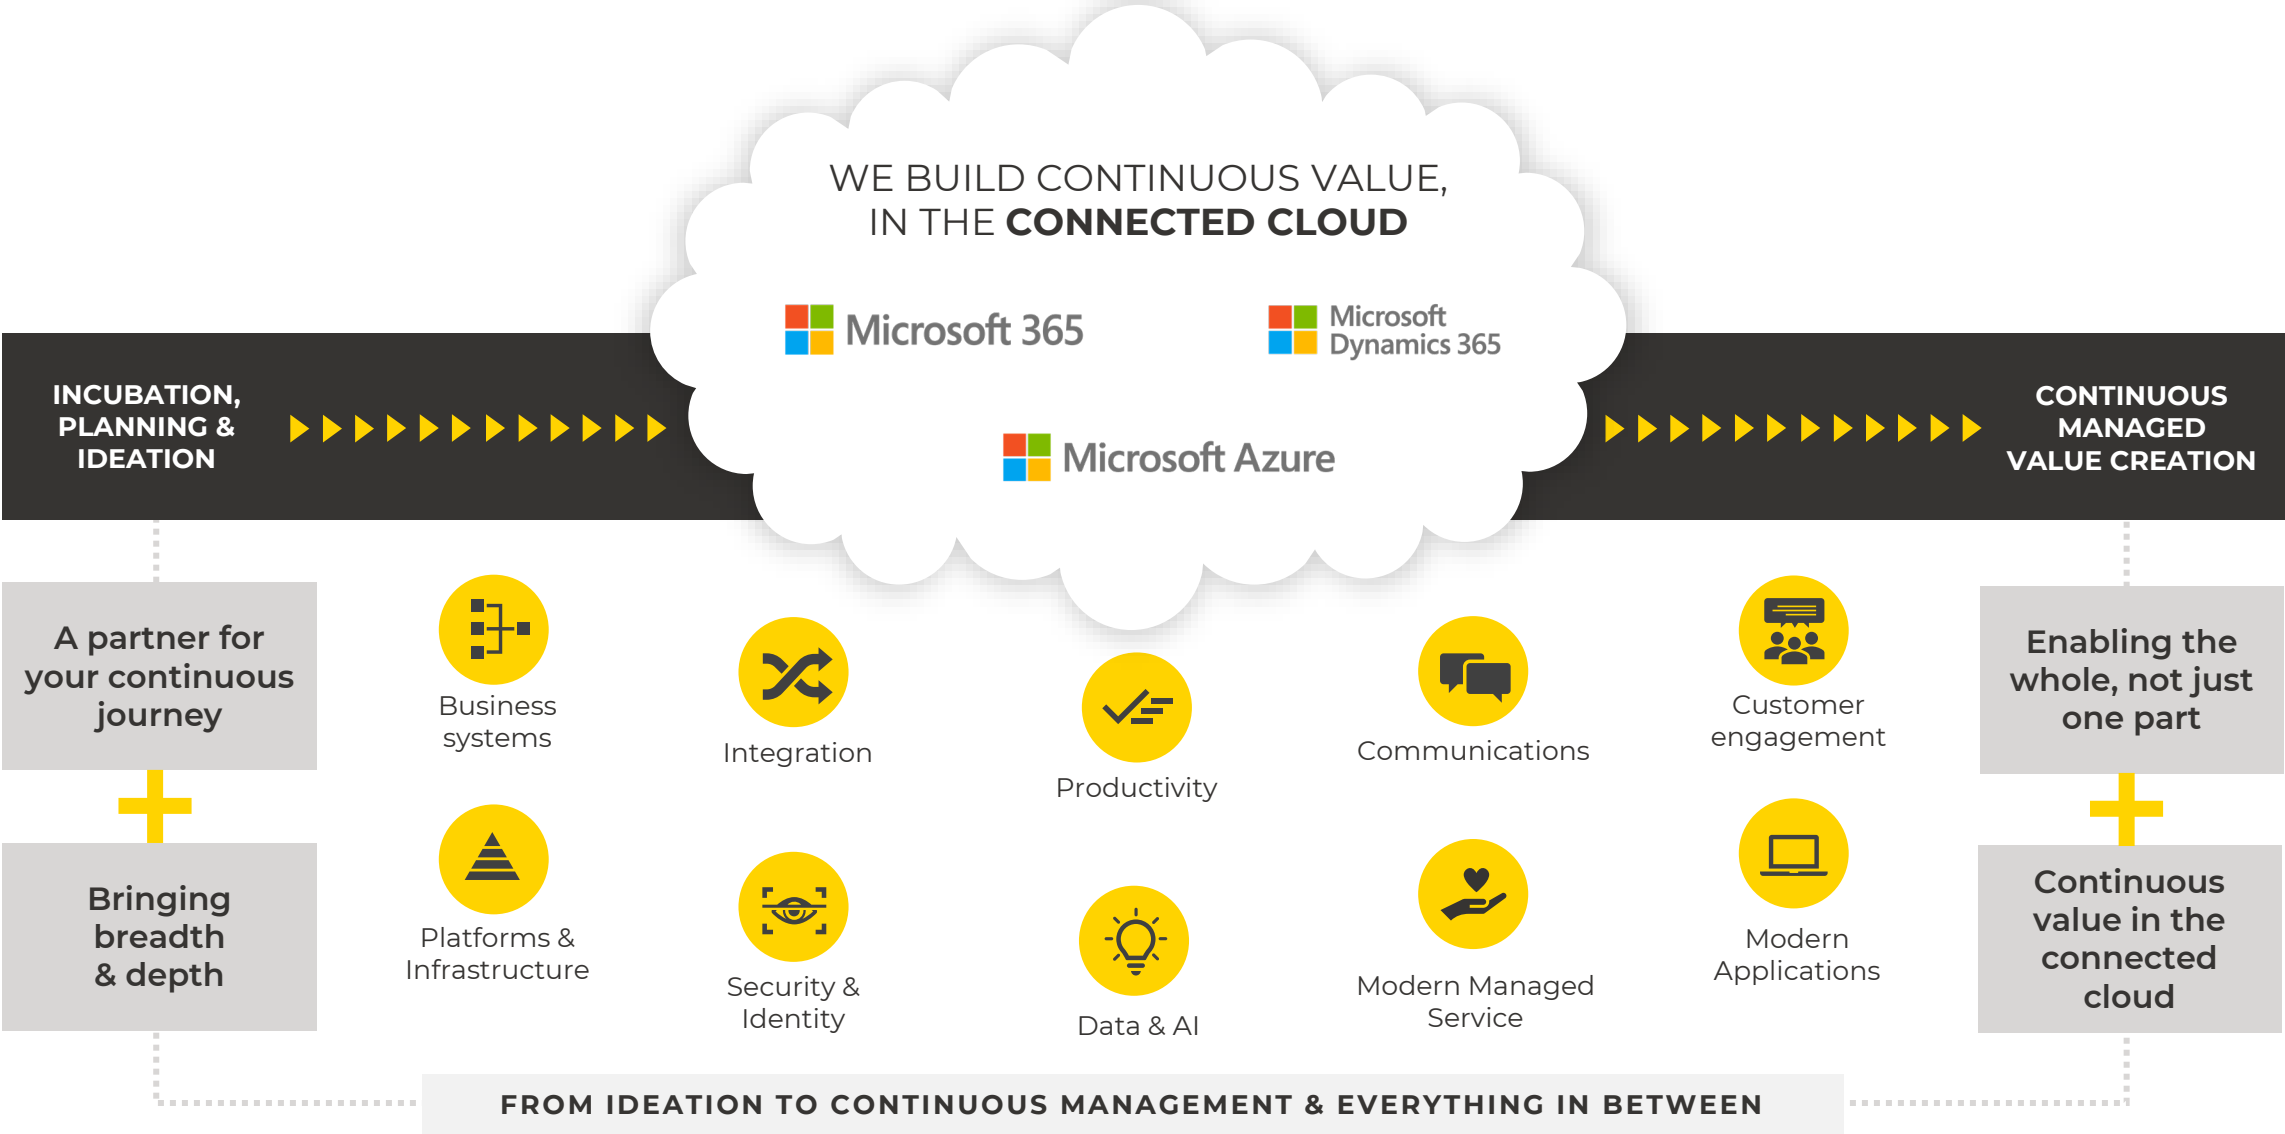 WE BUILD CONTINUOUS VALUE,
IN THE CONNECTED CLOUD
Microsoft 365
Microsoft
Dynamics 365
Microsoft Azure
INCUBATION,
PLANNING &
IDEATION
CONTINUOUS
MANAGED
VALUE CREATION
A partner for
your continuous
journey
Bringing
breadth
& depth
Business
systems
Integration
Productivity
Communications
Customer
engagement
Platforms &
Infrastructure
Security &
Identity
Data & AI
Modern Managed
Service
Modern
Applications
Enabling the
whole, not just
one part
Continuous
value in the
connected
cloud
FROM IDEATION TO CONTINUOUS MANAGEMENT & EVERYTHING IN BETWEEN